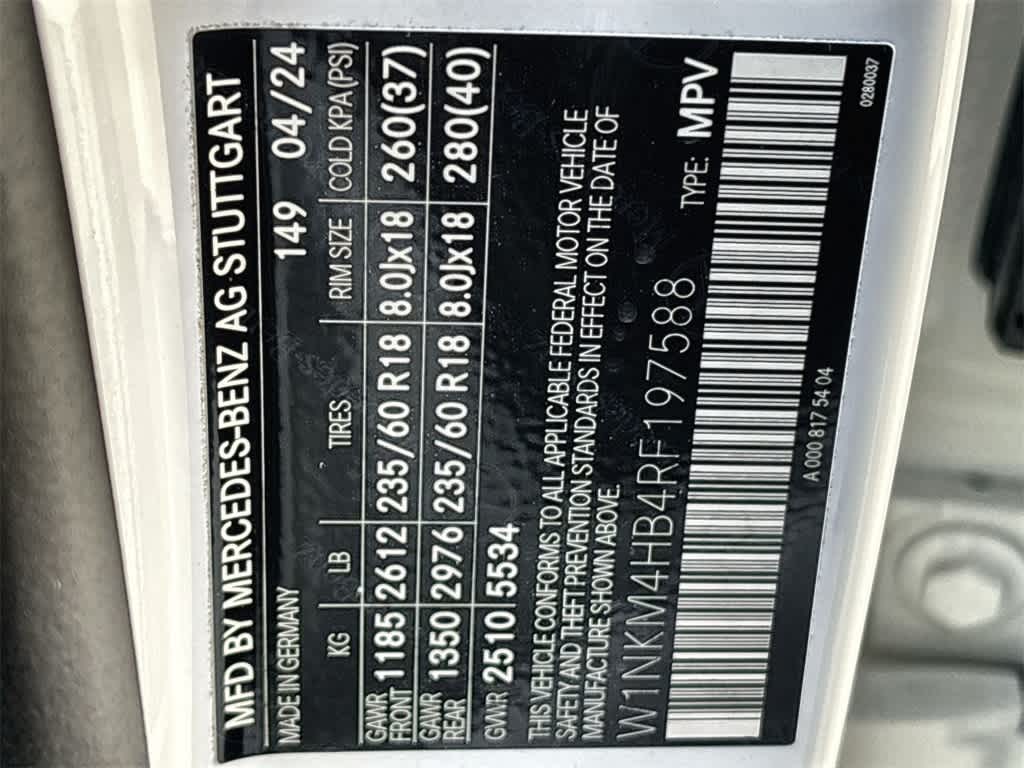 MFD BY MERCEDES-BENZ AG STUTTGART
MADE IN GERMANY 149 04/24
KG LB TIRES RIM SIZE COLD KPA(PSI)
GAWR FRONT 1185 2612 235/60 R18 8.0Jx18 260(37)
GAWR REAR 1350 2976 235/60 R18 8.0Jx18 280(40)
GVWR 2510 5534
THIS VEHICLE CONFORMS TO ALL APPLICABLE FEDERAL MOTOR VEHICLE
SAFETY AND THEFT PREVENTION STANDARDS IN EFFECT ON THE DATE OF
MANUFACTURE SHOWN ABOVE.
W1NKM4HB4RF197588 TYPE: MPV
A 000 817 54 04
0280037